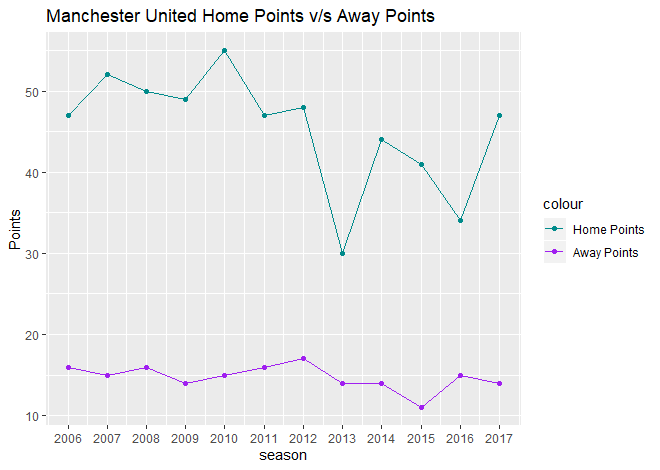 Manchester United Home Points v/s Away Points
50
40
30
20
10
Points
2006 2007 2008 2009 2010 2011 2012 2013 2014 2015 2016 2017
season
colour
Home Points
Away Points